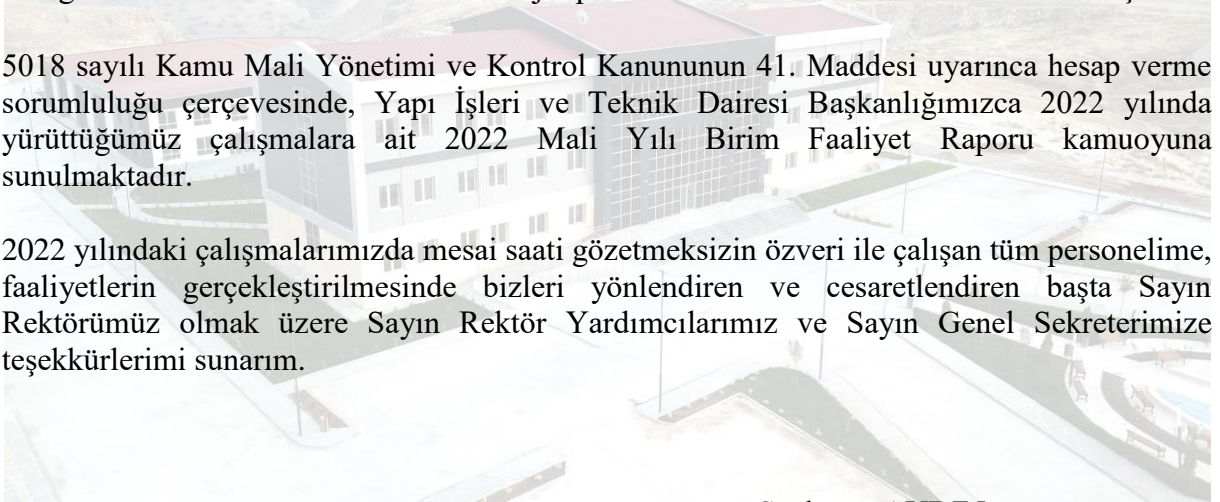 5018 sayılı Kamu Mali Yönetimi ve Kontrol Kanununun 41. Maddesi uyarınca hesap verme
sorumluluğu çerçevesinde, Yapı İşleri ve Teknik Dairesi Başkanlığımızca 2022 yılında
yürüttüğümüz çalışmalara ait 2022 Mali Yılı Birim Faaliyet Raporu kamuoyuna
sunulmaktadır.
2022 yılındaki çalışmalarımızda mesai saati gözetmeksizin özveri ile çalışan tüm personelime,
faaliyetlerin gerçekleştirilmesinde bizleri yönlendiren ve cesaretlendiren başta Sayın
Rektörümüz olmak üzere Sayın Rektör Yardımcılarımız ve Sayın Genel Sekreterimize
teşekkürlerimi sunarım.